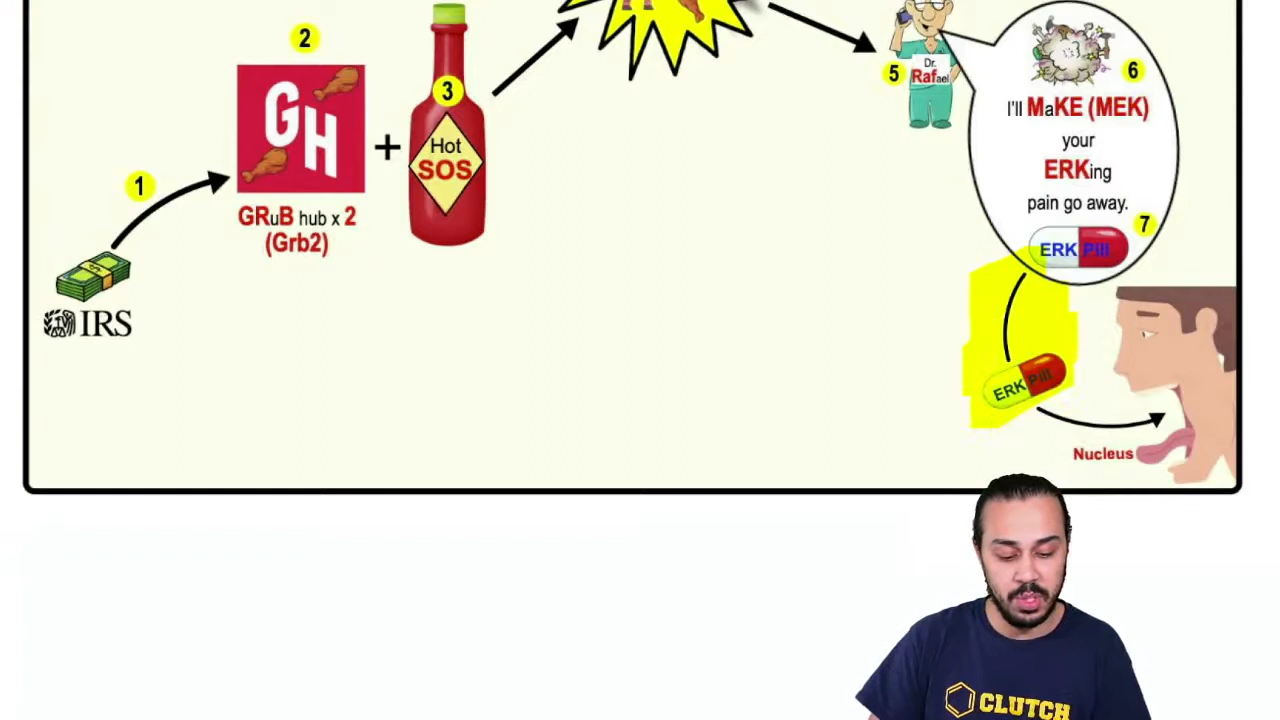 2
3
1
GH
+
Hot
SOS
GRuB hub x 2
(Grb2)
IRS
5
Dr.
Rafael
6
I'll MaKE (MEK)
your
ERKing
pain go away.
7
ERK Pill
ERK Pill
Nucleus
CLUTCH